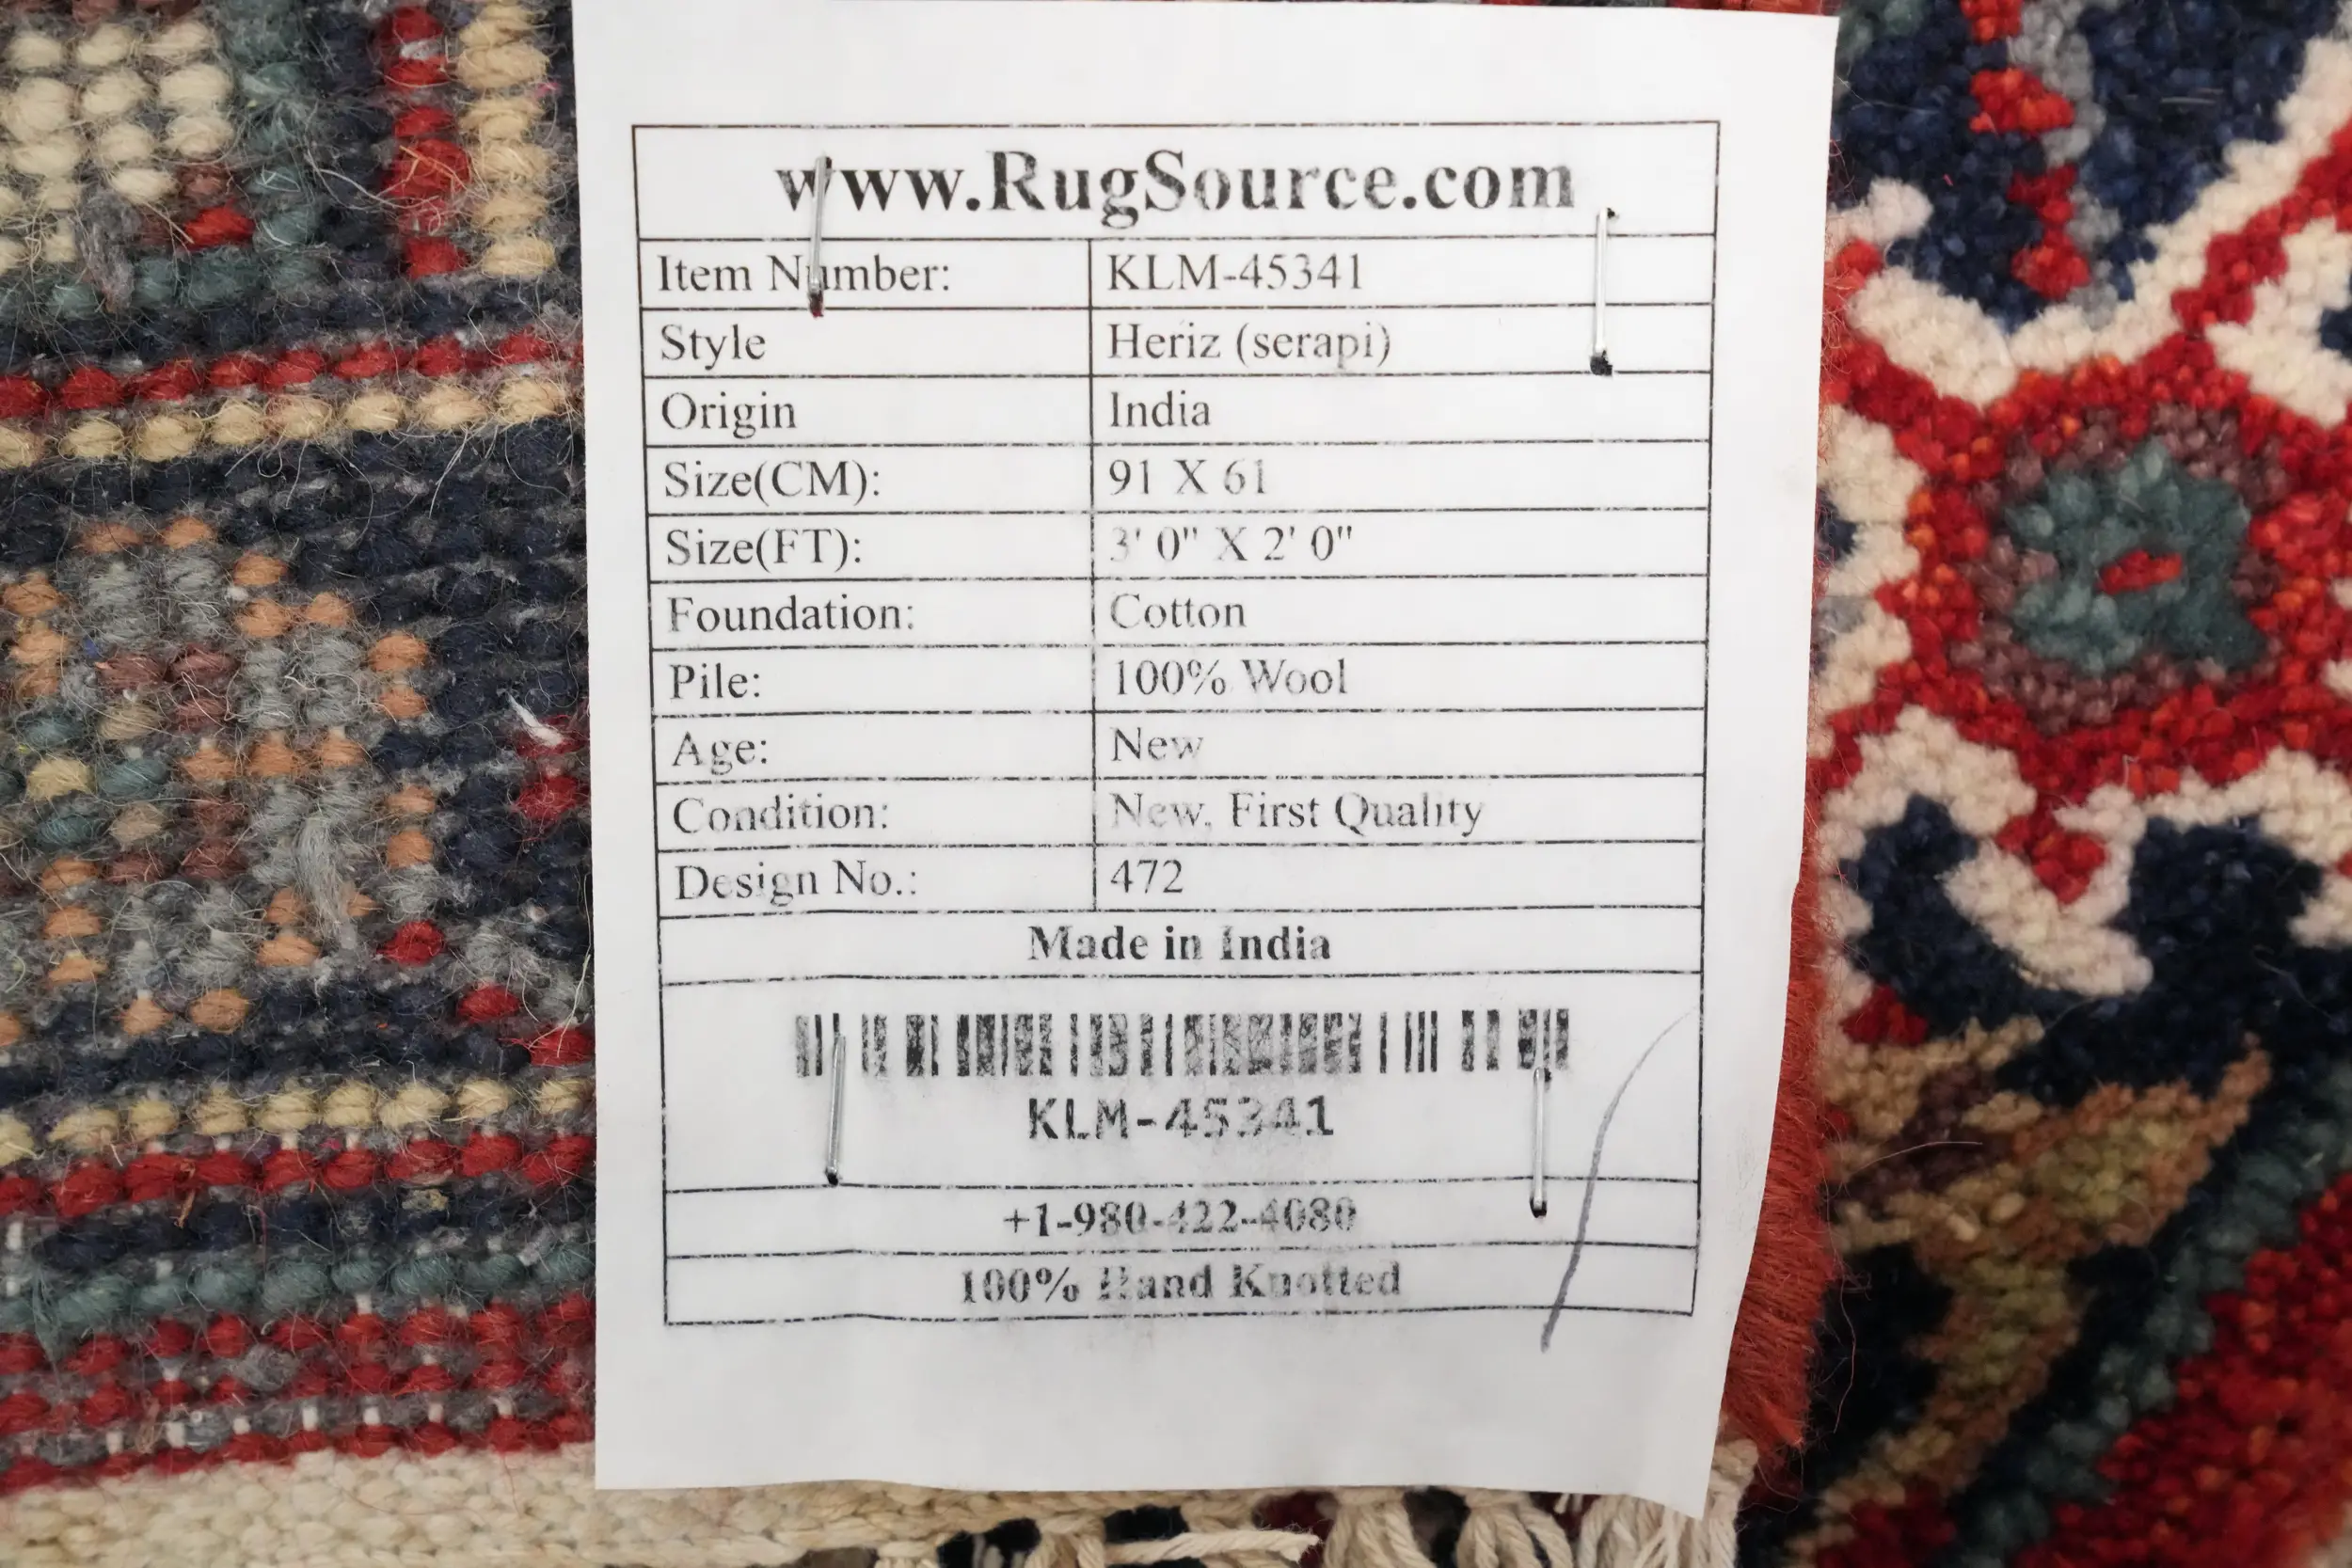 www.RugSource.com
Item Number: KLM-45341
Style Heriz (serapi)
Origin India
Size(CM): 91 X 61
Size(FT): 3' 0" X 2' 0"
Foundation: Cotton
Pile: 100% Wool
Age: New
Condition: New, First Quality
Design No.: 472
Made in India
KLM-45341
+1-980-422-4080
100% Hand Knotted